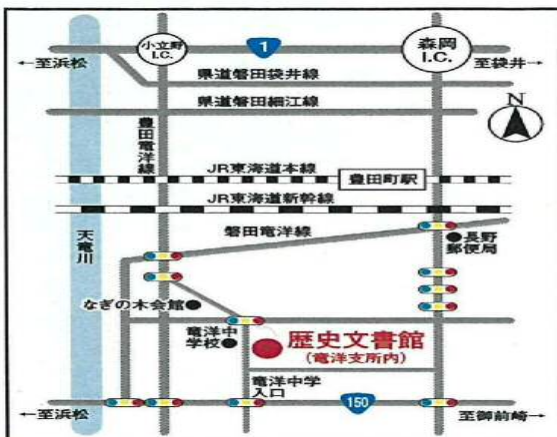 小立野
I.C.
1
森岡
I.C.
←至浜松
至袋井→
県道磐田袋井線
県道磐田細江線
N
豊田竜洋線
JR東海道本線
豊田町駅
JR東海道新幹線
磐田竜洋線
長野
郵便局
天竜川
なぎの木会館
竜洋中
学校
歴史文書館
(竜洋支所内)
竜洋中学
入口
150
←至浜松
至御前崎→